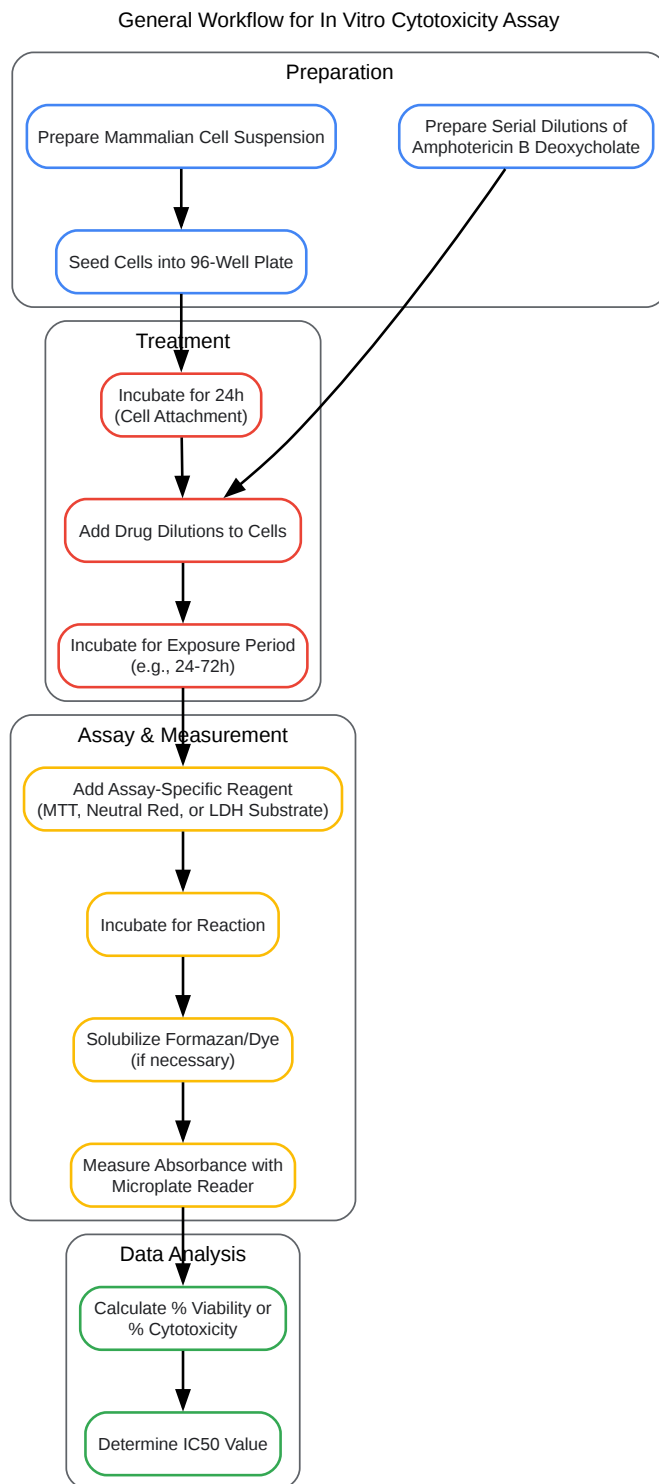 General Workflow for In Vitro Cytotoxicity Assay
Preparation
Prepare Mammalian Cell Suspension
Prepare Serial Dilutions of
Amphotericin B Deoxycholate
Seed Cells into 96-Well Plate
Treatment
Incubate for 24h
(Cell Attachment)
Add Drug Dilutions to Cells
Incubate for Exposure Period
(e.g., 24-72h)
Assay & Measurement
Add Assay-Specific Reagent
(MTT, Neutral Red, or LDH Substrate)
Incubate for Reaction
Solubilize Formazan/Dye
(if necessary)
Measure Absorbance with
Microplate Reader
Data Analysis
Calculate % Viability or
% Cytotoxicity
Determine IC50 Value